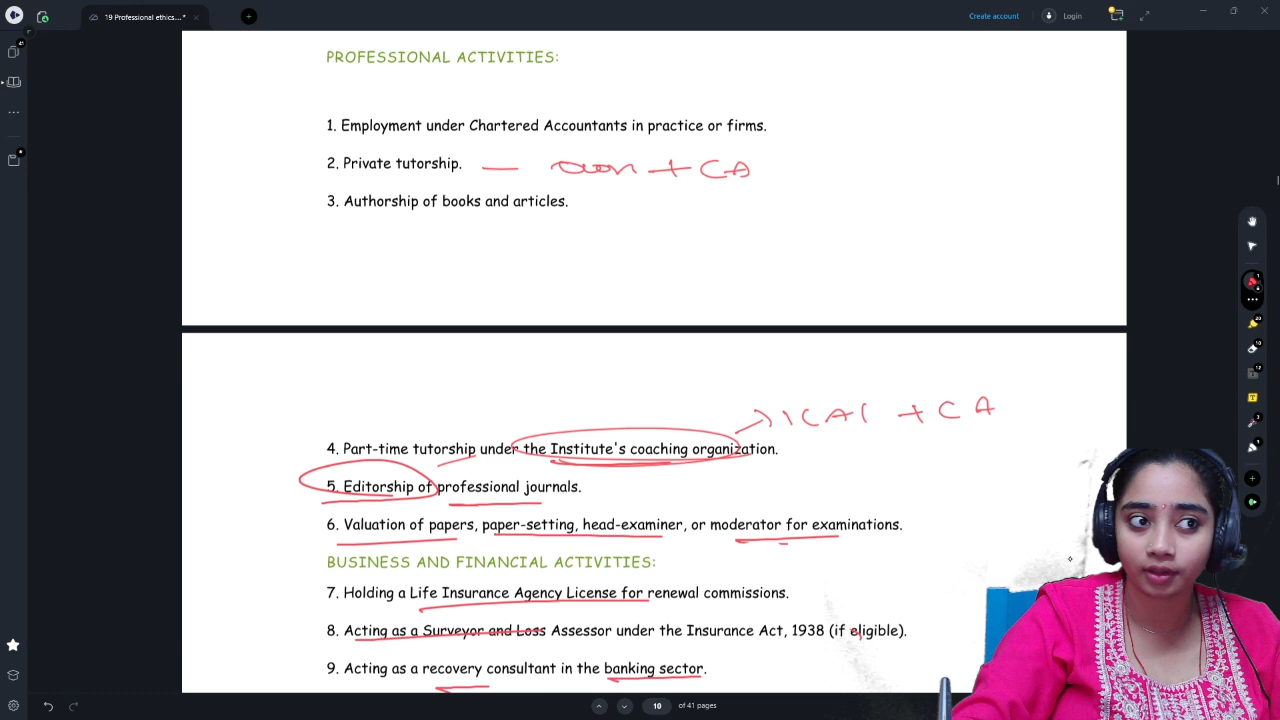 19 Professional ethics....*
Create account
Login
PROFESSIONAL ACTIVITIES:
1. Employment under Chartered Accountants in practice or firms.
2. Private tutorship. — own + CA
3. Authorship of books and articles.
ICAI + CA
4. Part-time tutorship under the Institute's coaching organization.
5. Editorship of professional journals.
6. Valuation of papers, paper-setting, head-examiner, or moderator for examinations.
BUSINESS AND FINANCIAL ACTIVITIES:
7. Holding a Life Insurance Agency License for renewal commissions.
8. Acting as a Surveyor and Loss Assessor under the Insurance Act, 1938 (if eligible).
9. Acting as a recovery consultant in the banking sector.
10 of 41 pages